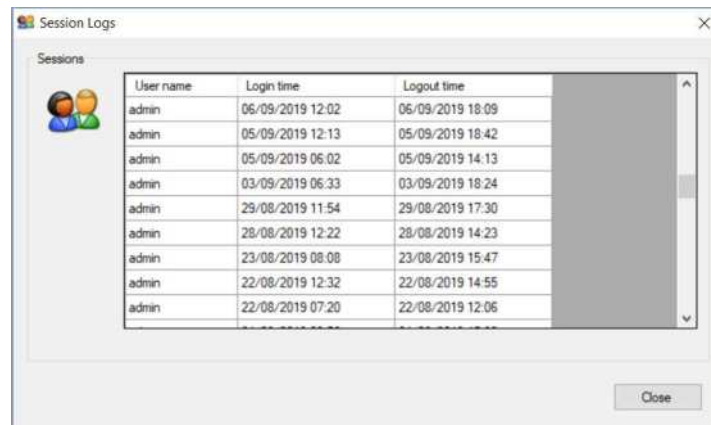 Session Logs
Sessions
User name Login time Logout time
admin 06/09/2019 12:02 06/09/2019 18:09
admin 05/09/2019 12:13 05/09/2019 18:42
admin 05/09/2019 06:02 05/09/2019 14:13
admin 03/09/2019 06:33 03/09/2019 18:24
admin 29/08/2019 11:54 29/08/2019 17:30
admin 28/08/2019 12:22 28/08/2019 14:23
admin 23/08/2019 08:08 23/08/2019 15:47
admin 22/08/2019 12:32 22/08/2019 14:55
admin 22/08/2019 07:20 22/08/2019 12:06
Close